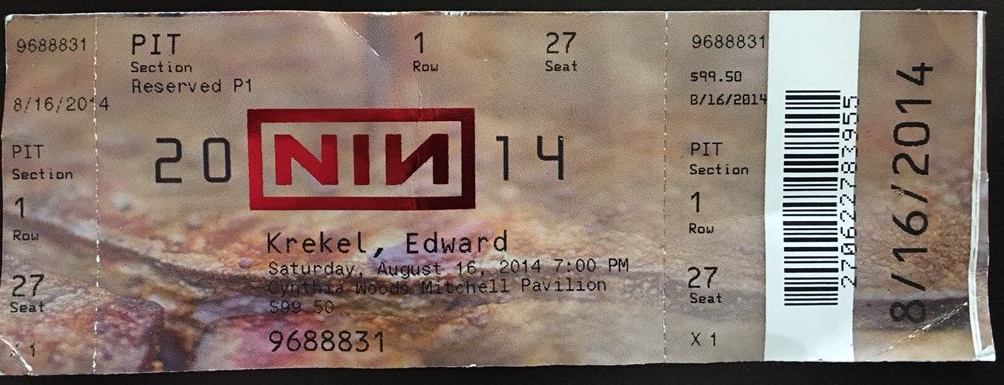 9688831
8/16/2014
PIT
Section
1
Row
27
Seat
X 1
PIT
Section
Reserved P1
1
Row
27
Seat
20 NIN 14
Krekel, Edward
Saturday, August 16, 2014 7:00 PM
Cynthia Woods Mitchell Pavilion
$99.50
9688831
9688831
$99.50
8/16/2014
PIT
Section
1
Row
27
Seat
X 1
270622783955
8/16/2014